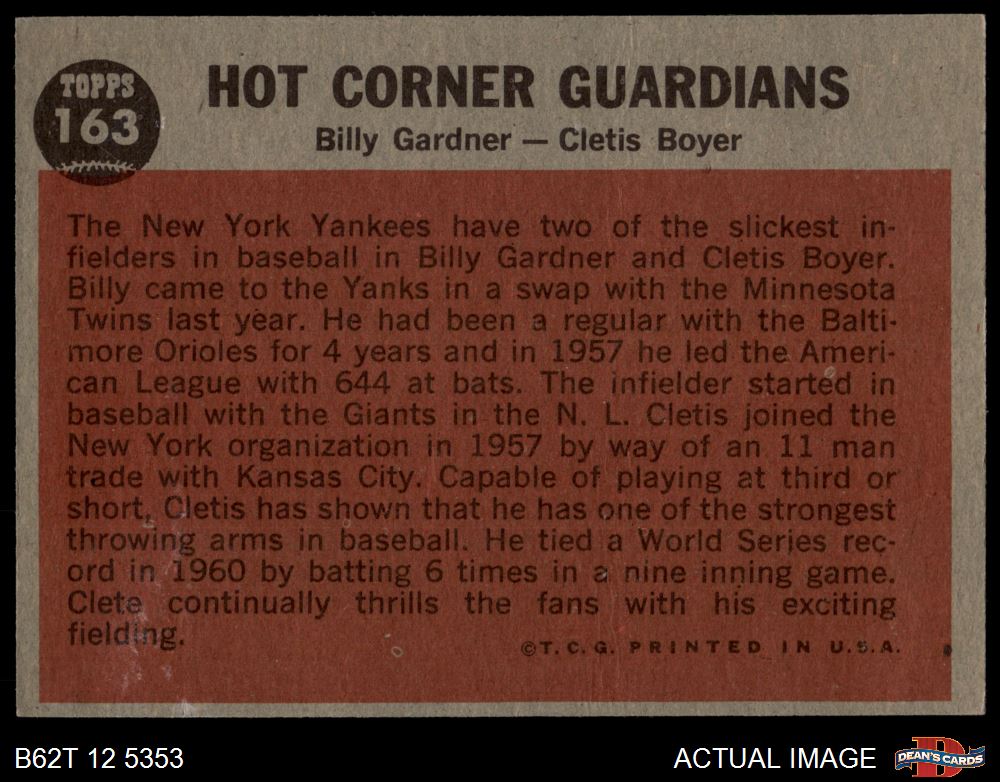 TOPPS
163
HOT CORNER GUARDIANS
Billy Gardner — Cletis Boyer
The New York Yankees have two of the slickest in-
fielders in baseball in Billy Gardner and Cletis Boyer.
Billy came to the Yanks in a swap with the Minnesota
Twins last year. He had been a regular with the Balti-
more Orioles for 4 years and in 1957 he led the Ameri-
can League with 644 at bats. The infielder started in
baseball with the Giants in the N. L. Cletis joined the
New York organization in 1957 by way of an 11 man
trade with Kansas City. Capable of playing at third or
short, Cletis has shown that he has one of the strongest
throwing arms in baseball. He tied a World Series rec-
ord in 1960 by batting 6 times in a nine inning game.
Clete continually thrills the fans with his exciting
fielding.
©T. C. G. PRINTED IN U.S.A.
B62T 12 5353
ACTUAL IMAGE
DEAN'S CARDS